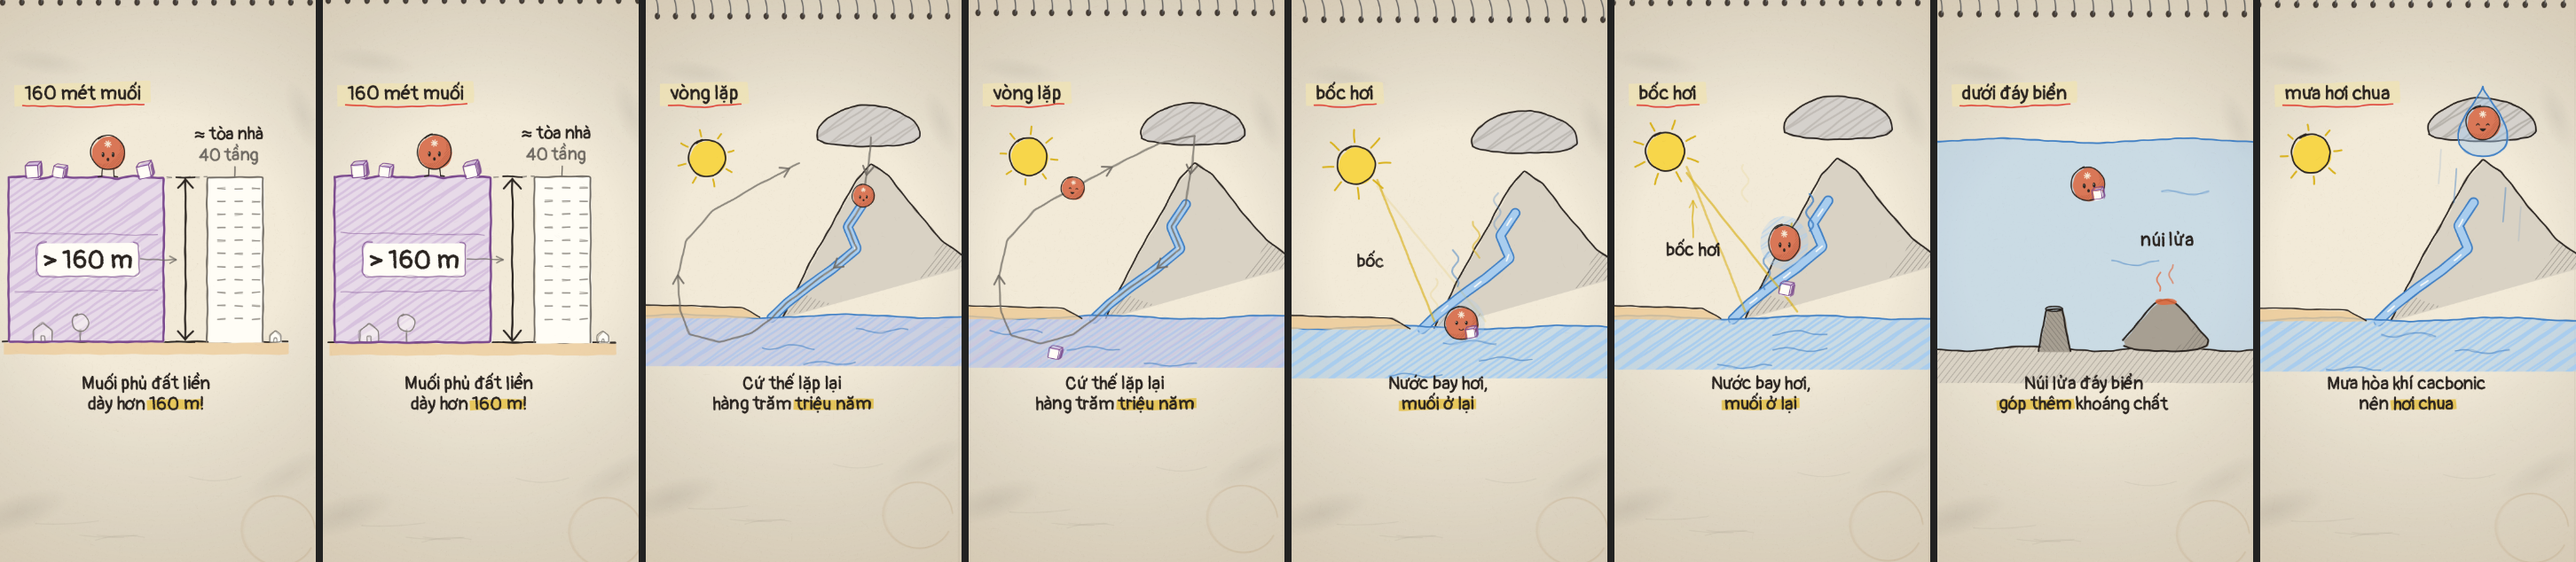 160 mét muối
≈ tòa nhà
40 tầng
> 160 m
Muối phủ đất liền
dày hơn 160 m!
160 mét muối
≈ tòa nhà
40 tầng
> 160 m
Muối phủ đất liền
dày hơn 160 m!
vòng lặp
Cứ thế lặp lại
hàng trăm triệu năm
vòng lặp
Cứ thế lặp lại
hàng trăm triệu năm
bốc hơi
bốc
Nước bay hơi,
muối ở lại
bốc hơi
bốc hơi
Nước bay hơi,
muối ở lại
dưới đáy biển
núi lửa
Núi lửa đáy biển
góp thêm khoáng chất
mưa hơi chua
Mưa hòa khí cacbonic
nên hơi chua